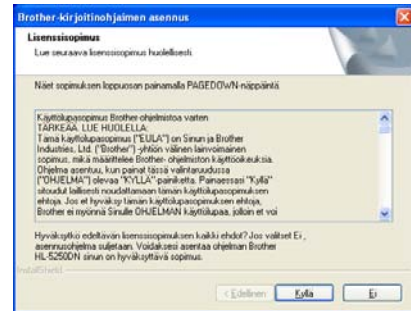 Brother-kirjoitinohjaimen asennus
Lisenssisopimus
Lue seuraava lisenssisopimus huolellisesti.
Näet sopimuksen loppuosan painamalla PAGEDOWN-näppäintä.
Käyttölupasopimus Brother ohjelmistoa varten
TÄRKEÄÄ. LUE HUOLELLA:
Tämä käyttölupasopimus ("EULA") on Sinun ja Brother
Industries, Ltd. ("Brother") -yhtiön välinen lainvoimainen
sopimus, mikä määrittelee Brother- ohjelmiston käyttöoikeuksia.
Ohjelma asentuu, kun painat tässä valintaruudussa
("OHJELMA") olevaa "KYLLÄ"-painiketta. Painaessasi "Kyllä"
sitoudut laillisesti noudattamaan tämän käyttölupasopimuksen
ehtoja. Jos et hyväksy tämän käyttölupasopimuksen ehtoja,
Brother ei myönnä Sinulle OHJELMAN käyttölupaa, jolloin et voi
Hyväksytkö edeltävän lisenssisopimuksen kaikki ehdot? Jos valitset Ei ,
asennusohjelma suljetaan. Voidaksesi asentaa ohjelman Brother
HL-5250DN sinun on hyväksyttävä sopimus.
InstallShield
< Edellinen
Kyllä
Ei